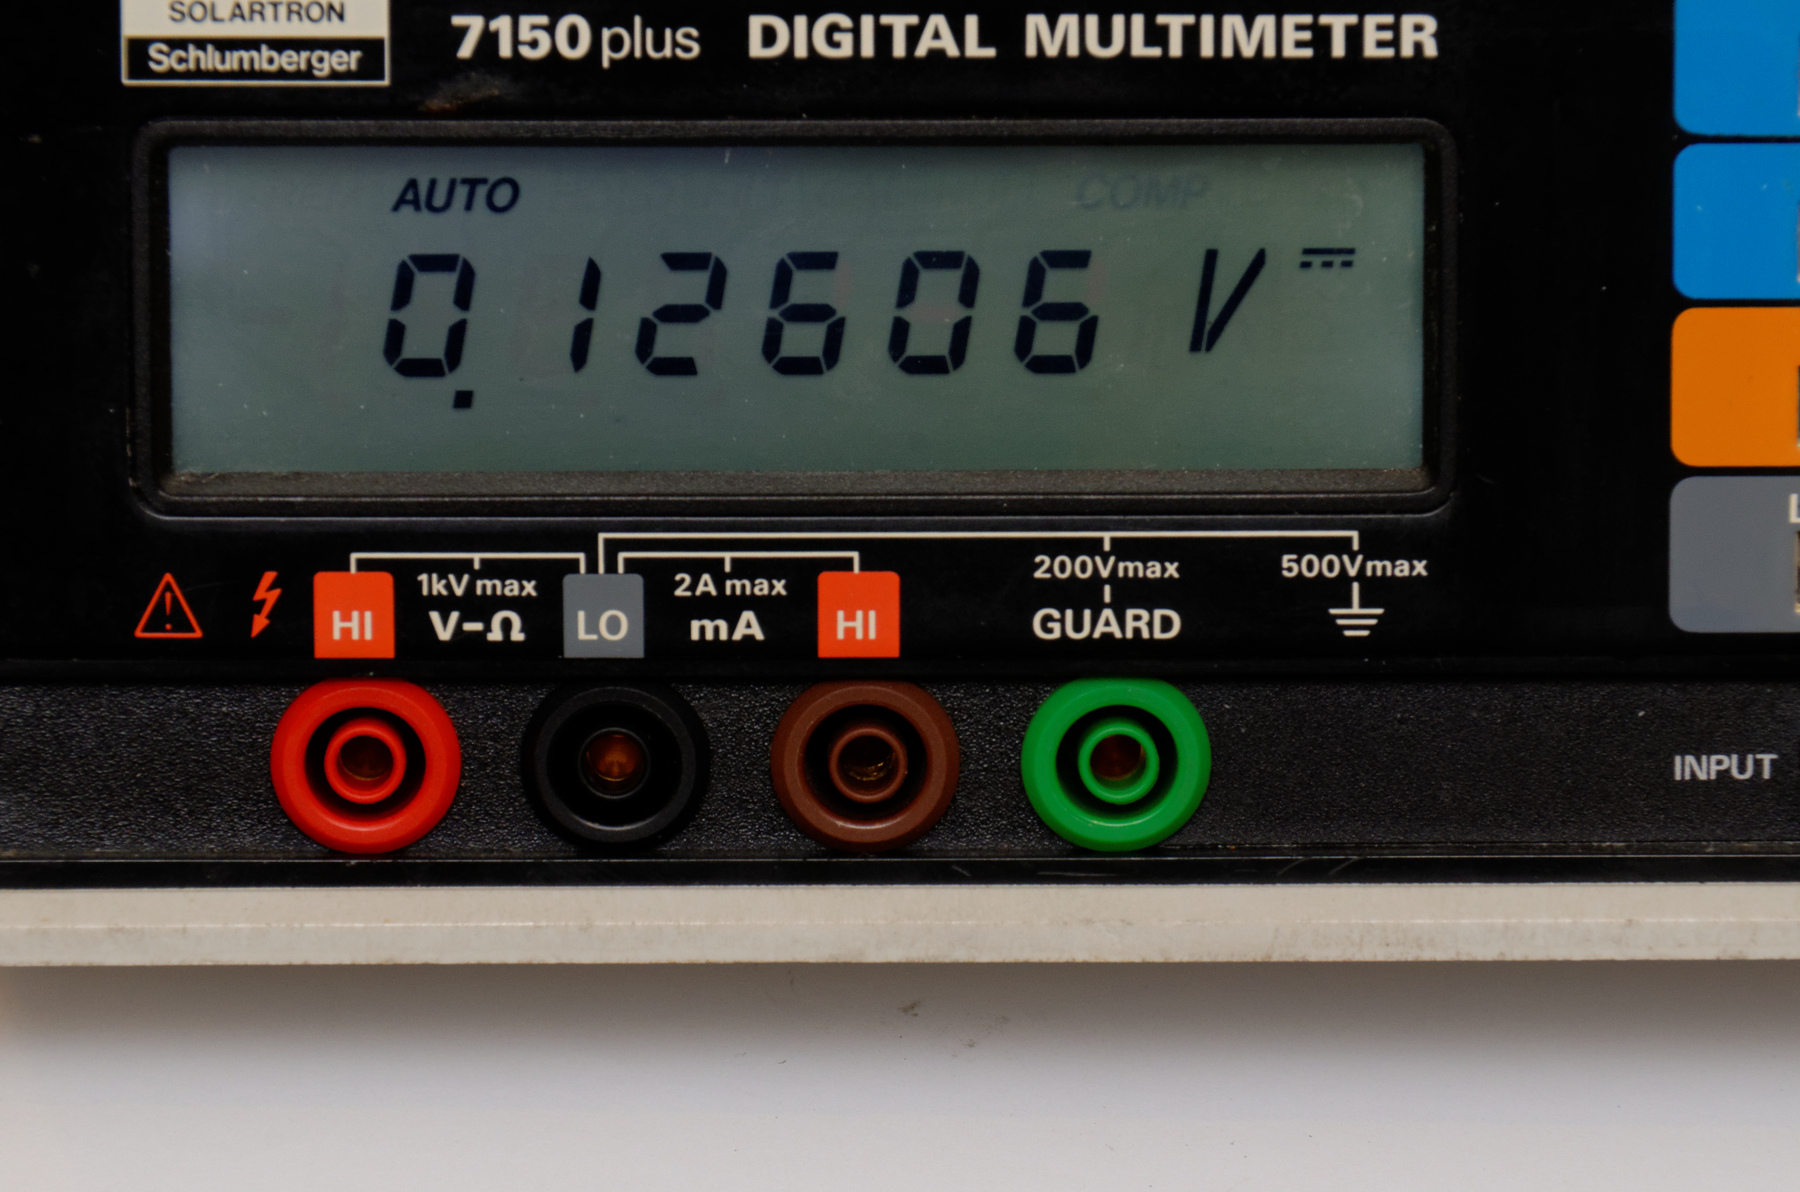 SOLARTRON
Schlumberger
7150 plus DIGITAL MULTIMETER
AUTO COMP
0.12606 V
1kV max 2A max 200Vmax 500Vmax
HI V-Ω LO mA HI GUARD
INPUT